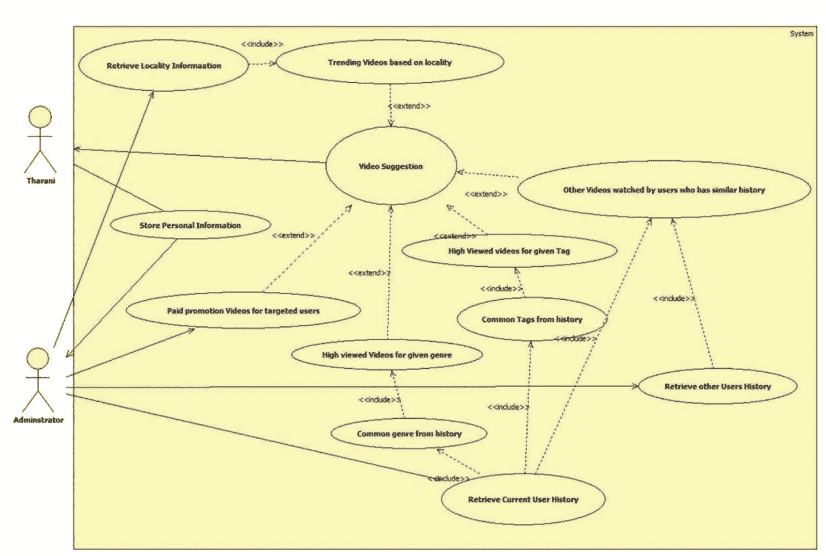 System
<<include>>
Retrieve Locality Informaation
Trending Videos based on locality
<<extend>>
Tharani
Video Suggestion
Other Videos watched by users who has similar history
<<extend>>
Store Personal Information
<<extend>>
<<extend>>
High Viewed videos for given Tag
<<extend>>
<<include>>
<<include>>
Paid promotion Videos for targeted users
Common Tags from history
<<include>>
High viewed Videos for given genre
Retrieve other Users History
<<include>>
<<include>>
Adminstrator
Common genre from history
<<include>>
Retrieve Current User History